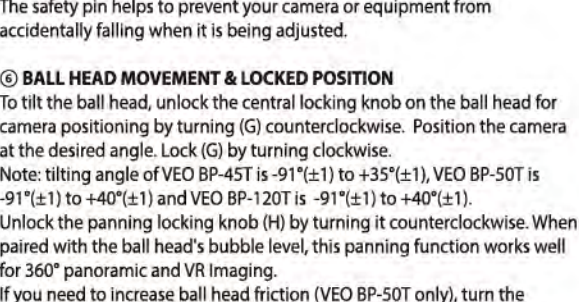 The safety pin helps to prevent your camera or equipment from
accidentally falling when it is being adjusted.
⑥ BALL HEAD MOVEMENT & LOCKED POSITION
To tilt the ball head, unlock the central locking knob on the ball head for
camera positioning by turning (G) counterclockwise. Position the camera
at the desired angle. Lock (G) by turning clockwise.
Note: tilting angle of VEO BP-45T is -91°(±1) to +35°(±1), VEO BP-50T is
-91°(±1) to +40°(±1) and VEO BP-120T is -91°(±1) to +40°(±1).
Unlock the panning locking knob (H) by turning it counterclockwise. When
paired with the ball head's bubble level, this panning function works well
for 360° panoramic and VR Imaging.
If you need to increase ball head friction (VEO BP-50T only), turn the